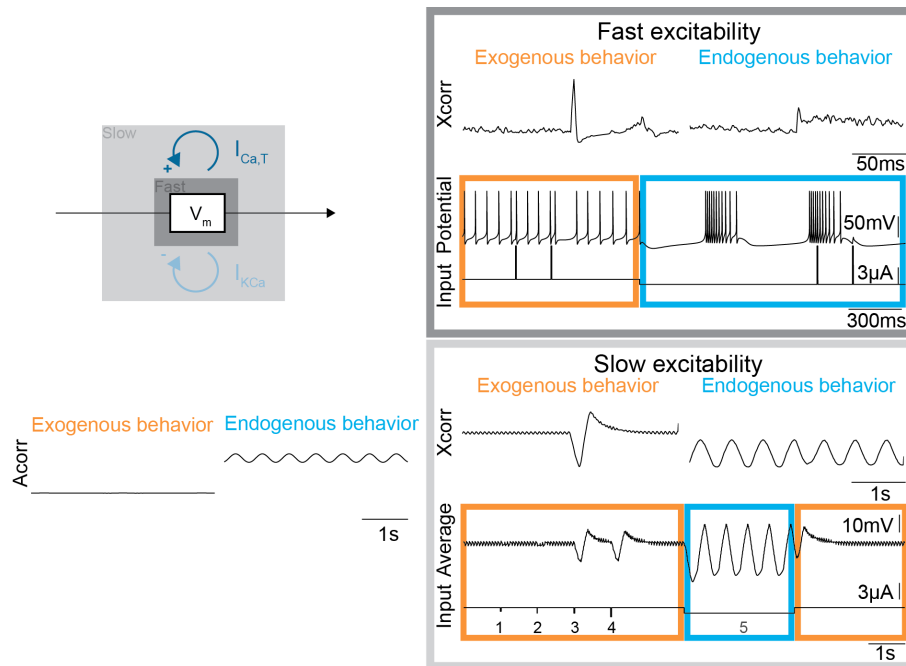 Slow
+
I Ca,T
Fast
Vm
-
I KCa
Exogenous behavior
Endogenous behavior
Acorr
1s
Fast excitability
Exogenous behavior
Endogenous behavior
Xcorr
50ms
Potential
50mV
Input
3µA
300ms
Slow excitability
Exogenous behavior
Endogenous behavior
Xcorr
1s
Average
10mV
Input
3µA
1 2 3 4 5
1s